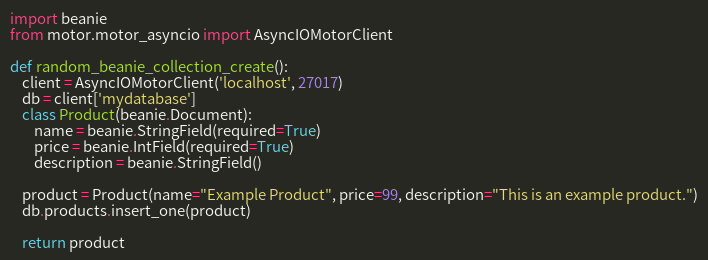 import beanie
from motor.motor_asyncio import AsyncIOMotorClient

def random_beanie_collection_create():
    client = AsyncIOMotorClient('localhost', 27017)
    db = client['mydatabase']
    class Product(beanie.Document):
        name = beanie.StringField(required=True)
        price = beanie.IntField(required=True)
        description = beanie.StringField()

    product = Product(name="Example Product", price=99, description="This is an example product.")
    db.products.insert_one(product)

    return product